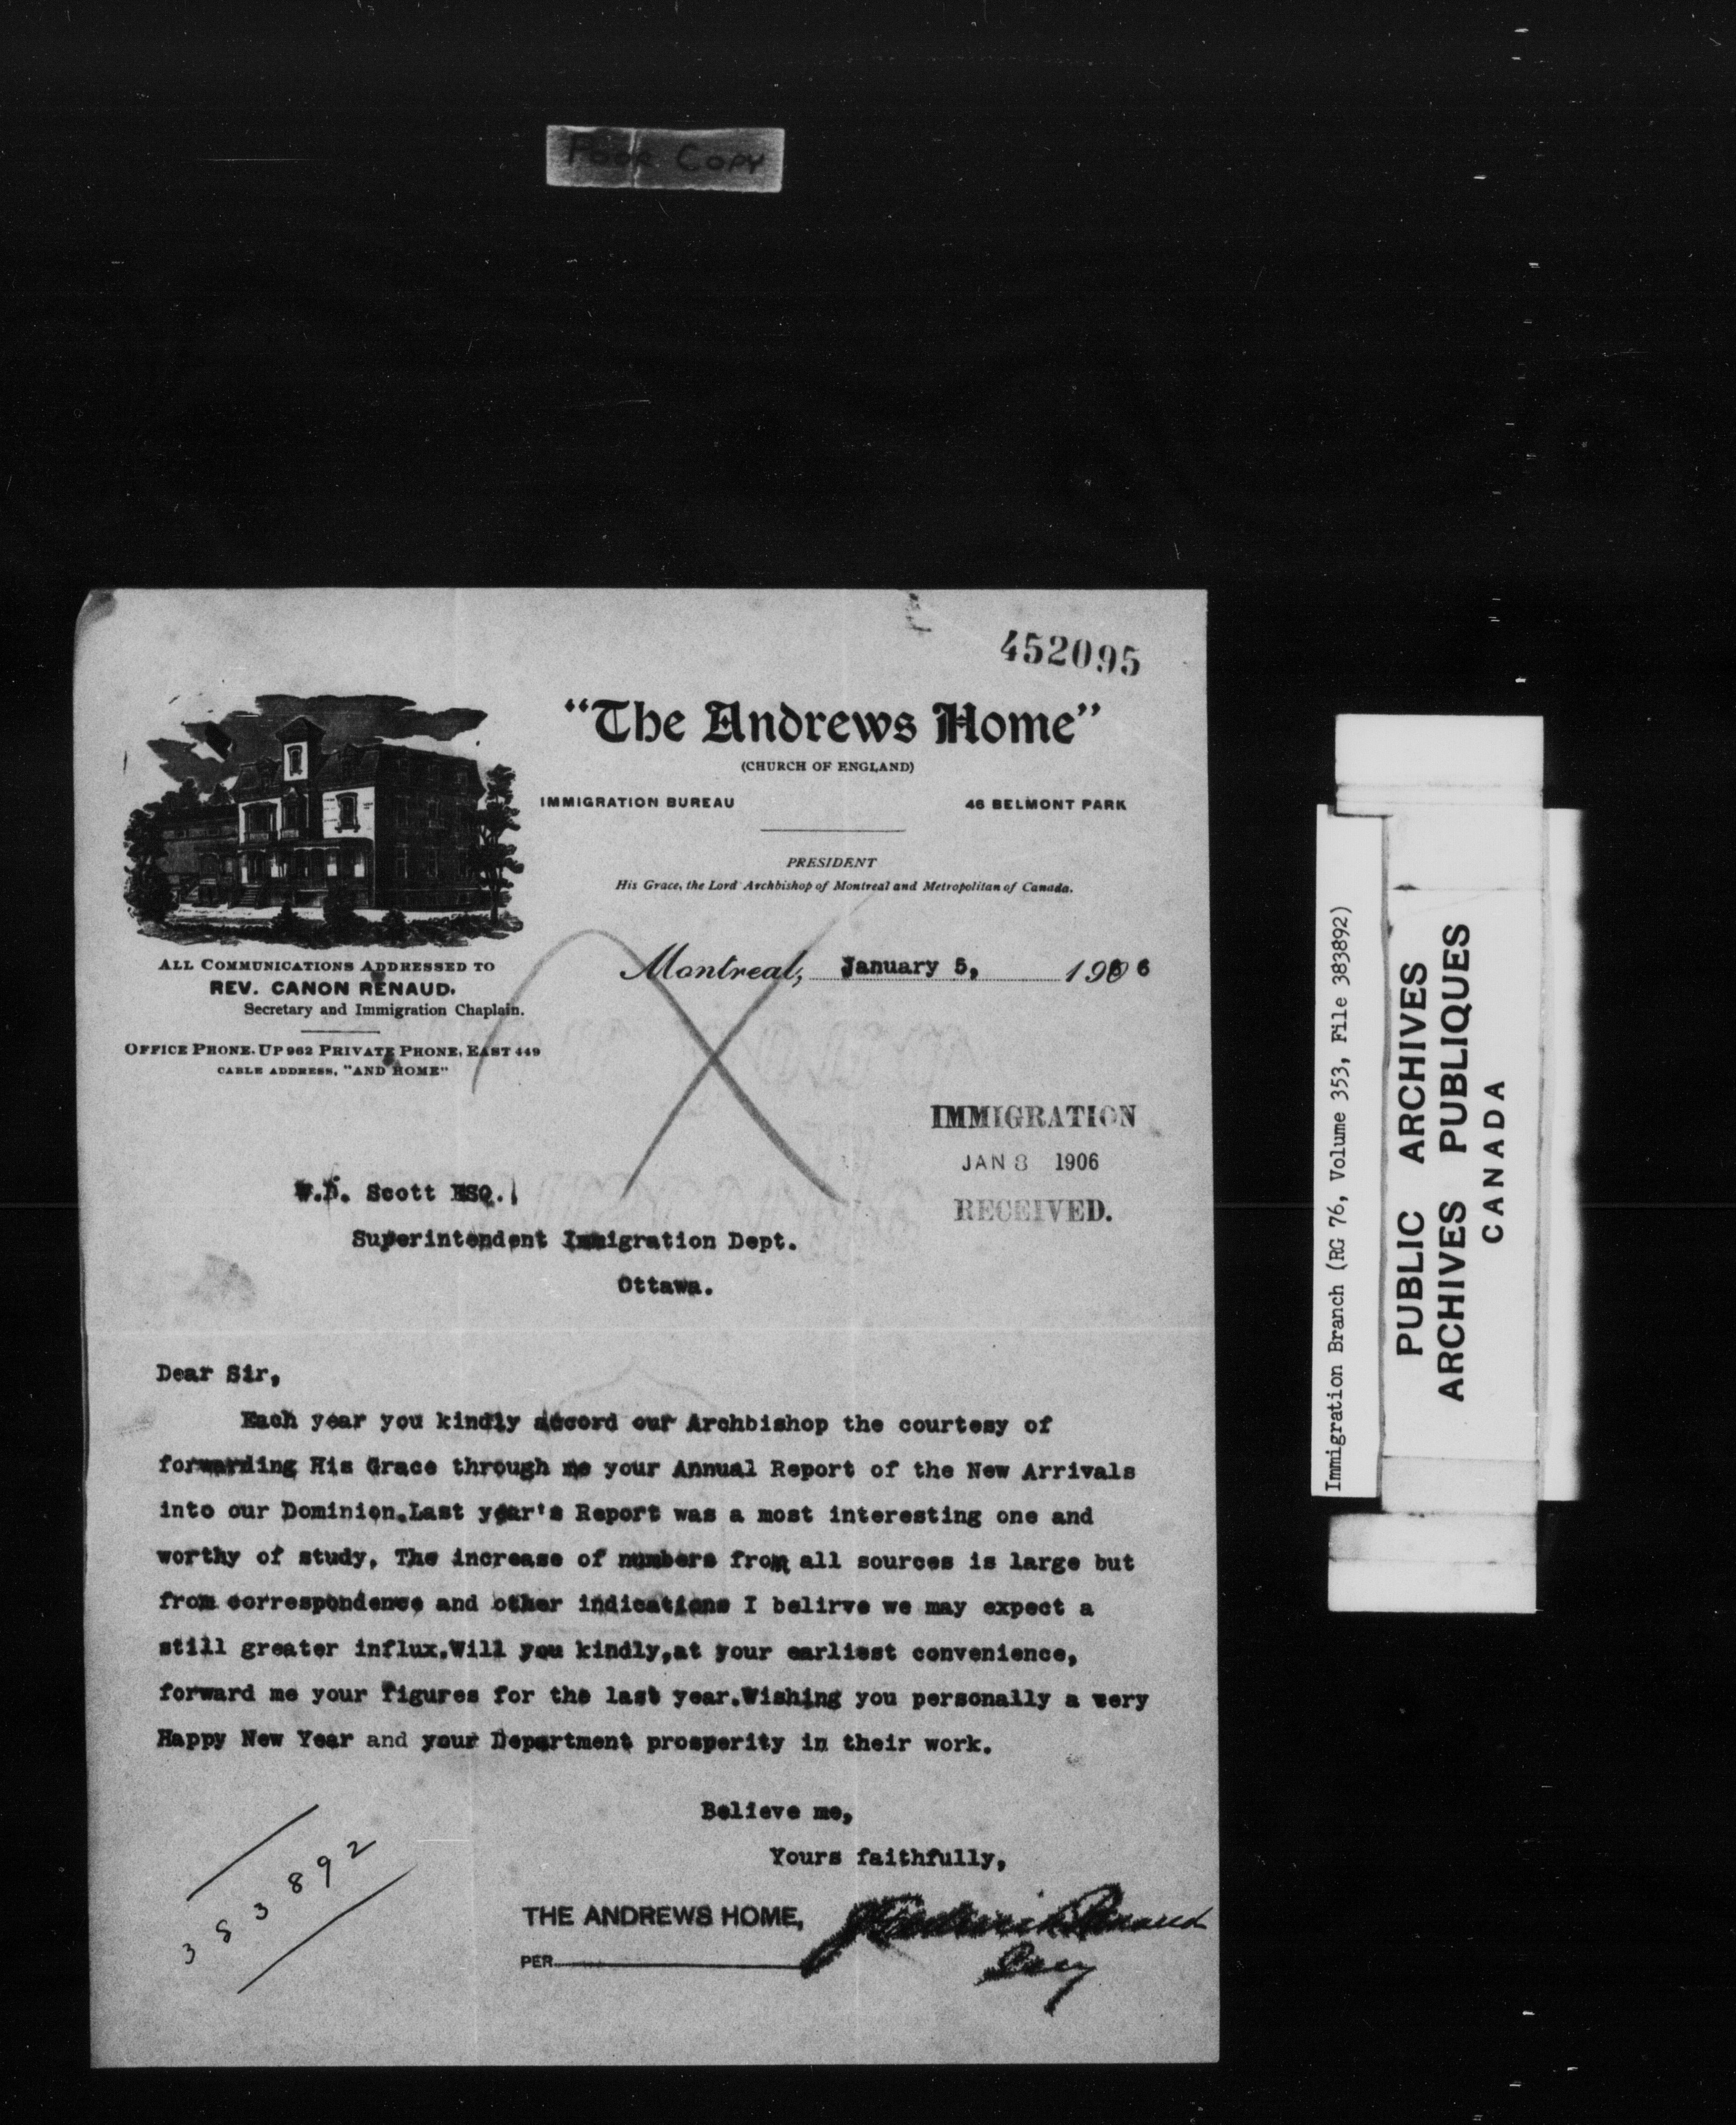 POOR COPY
452095
"The Andrews Home"
(CHURCH OF ENGLAND)
IMMIGRATION BUREAU 46 BELMONT PARK
PRESIDENT
His Grace, the Lord Archbishop of Montreal and Metropolitan of Canada.
ALL COMMUNICATIONS ADDRESSED TO
REV. CANON RENAUD.
Secretary and Immigration Chaplain.
OFFICE PHONE. UP 962 PRIVATE PHONE, EAST 449
CABLE ADDRESS, "AND HOME"
Montreal, January 5, 1906
IMMIGRATION
JAN 8 1906
RECEIVED.
W.D. Scott ESQ.,
Superintendent Immigration Dept.
Ottawa.
Dear Sir,
Each year you kindly accord our Archbishop the courtesy of
forwarding His Grace through me your Annual Report of the New Arrivals
into our Dominion.Last year's Report was a most interesting one and
worthy of study, The increase of numbers from all sources is large but
from correspondence and other indications I belirve we may expect a
still greater influx.Will you kindly,at your earliest convenience,
forward me your figures for the last year.Wishing you personally a very
Happy New Year and your Department prosperity in their work.
Believe me,
Yours faithfully,
THE ANDREWS HOME,
PER Renaud
Secy
383892
Immigration Branch (RG 76, Volume 353, File 383892)
PUBLIC ARCHIVES
ARCHIVES PUBLIQUES
CANADA